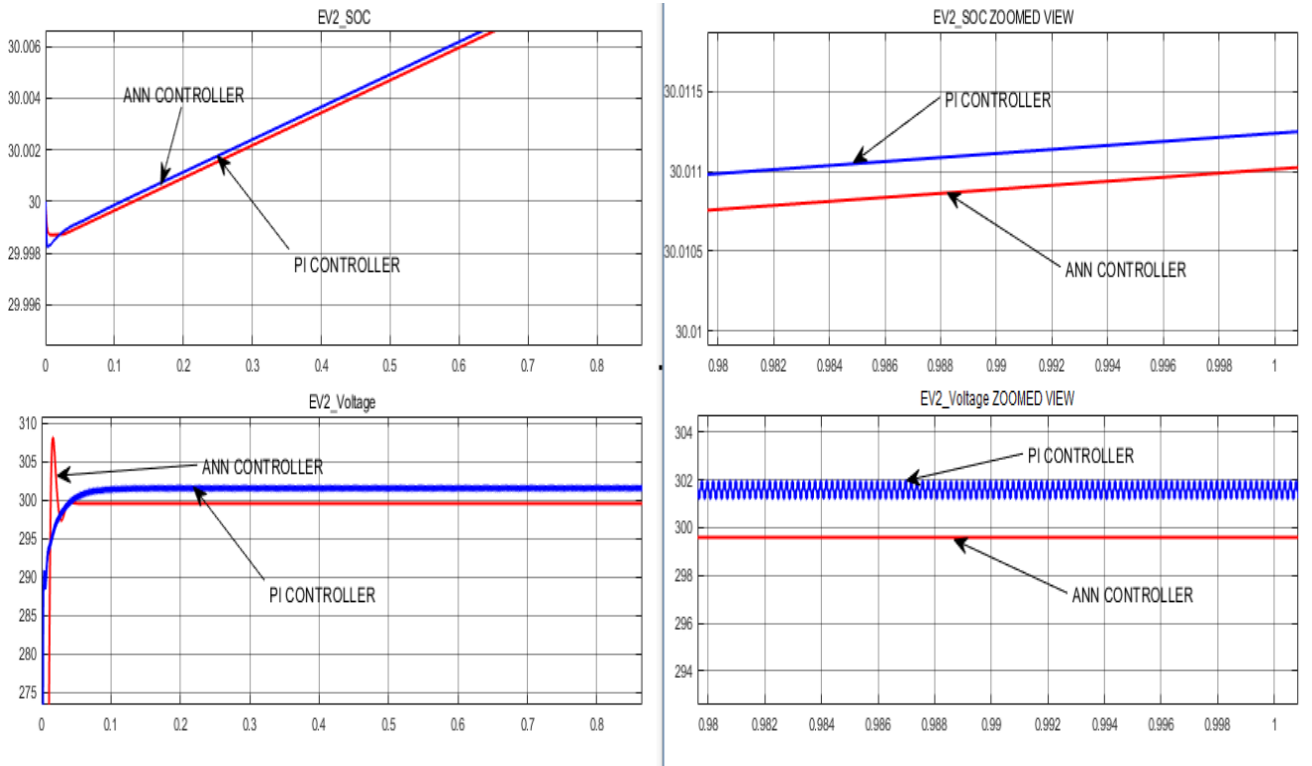 EV2_SOC
30.006
30.004
30.002
30
29.998
29.996
ANN CONTROLLER
PI CONTROLLER
0 0.1 0.2 0.3 0.4 0.5 0.6 0.7 0.8
EV2_SOC ZOOMED VIEW
30.0115
30.011
30.0105
30.01
PI CONTROLLER
ANN CONTROLLER
0.98 0.982 0.984 0.986 0.988 0.99 0.992 0.994 0.996 0.998 1
EV2_Voltage
310
305
300
295
290
285
280
275
ANN CONTROLLER
PI CONTROLLER
0 0.1 0.2 0.3 0.4 0.5 0.6 0.7 0.8
EV2_Voltage ZOOMED VIEW
304
302
300
298
296
294
PI CONTROLLER
ANN CONTROLLER
0.98 0.982 0.984 0.986 0.988 0.99 0.992 0.994 0.996 0.998 1